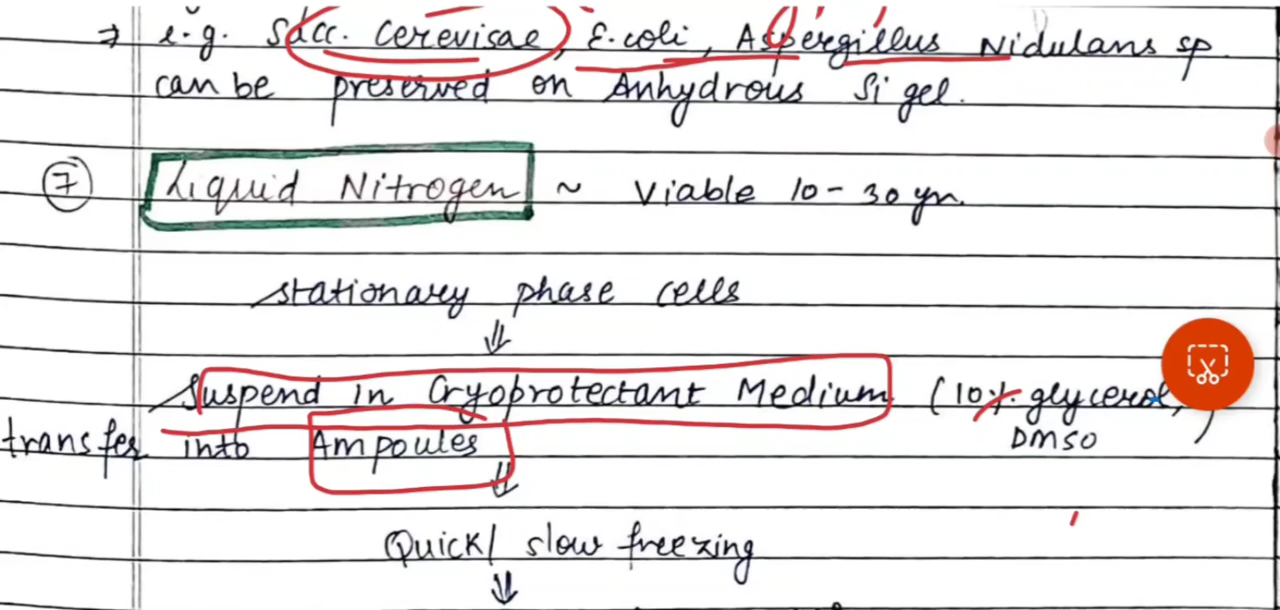 ⇒ e.g. Sacc. Cerevisae, E.coli, Aspergillus Nidulans sp.
can be preserved on Anhydrous Si gel.
⑦ Liquid Nitrogen ~ Viable 10-30 yr.
stationary phase cells
⇓
Suspend in Cryoprotectant Medium (10% glycerol,
DMSO)
transfer into Ampoules
⇓
Quick/ slow freezing
⇓